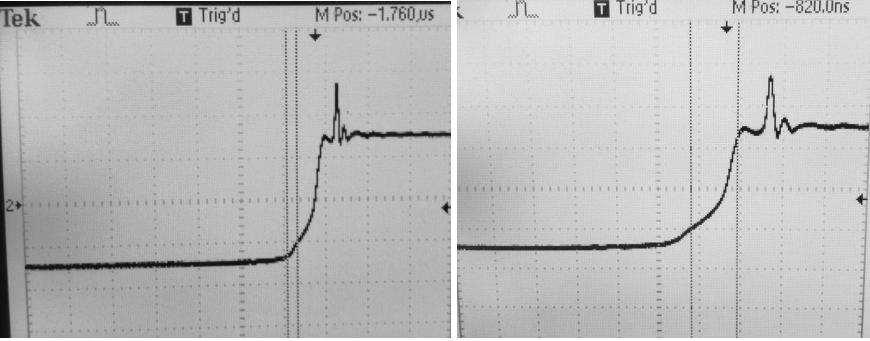 Tek T Trig'd M Pos: -1.760µs
2
T Trig'd M Pos: -820.0ns